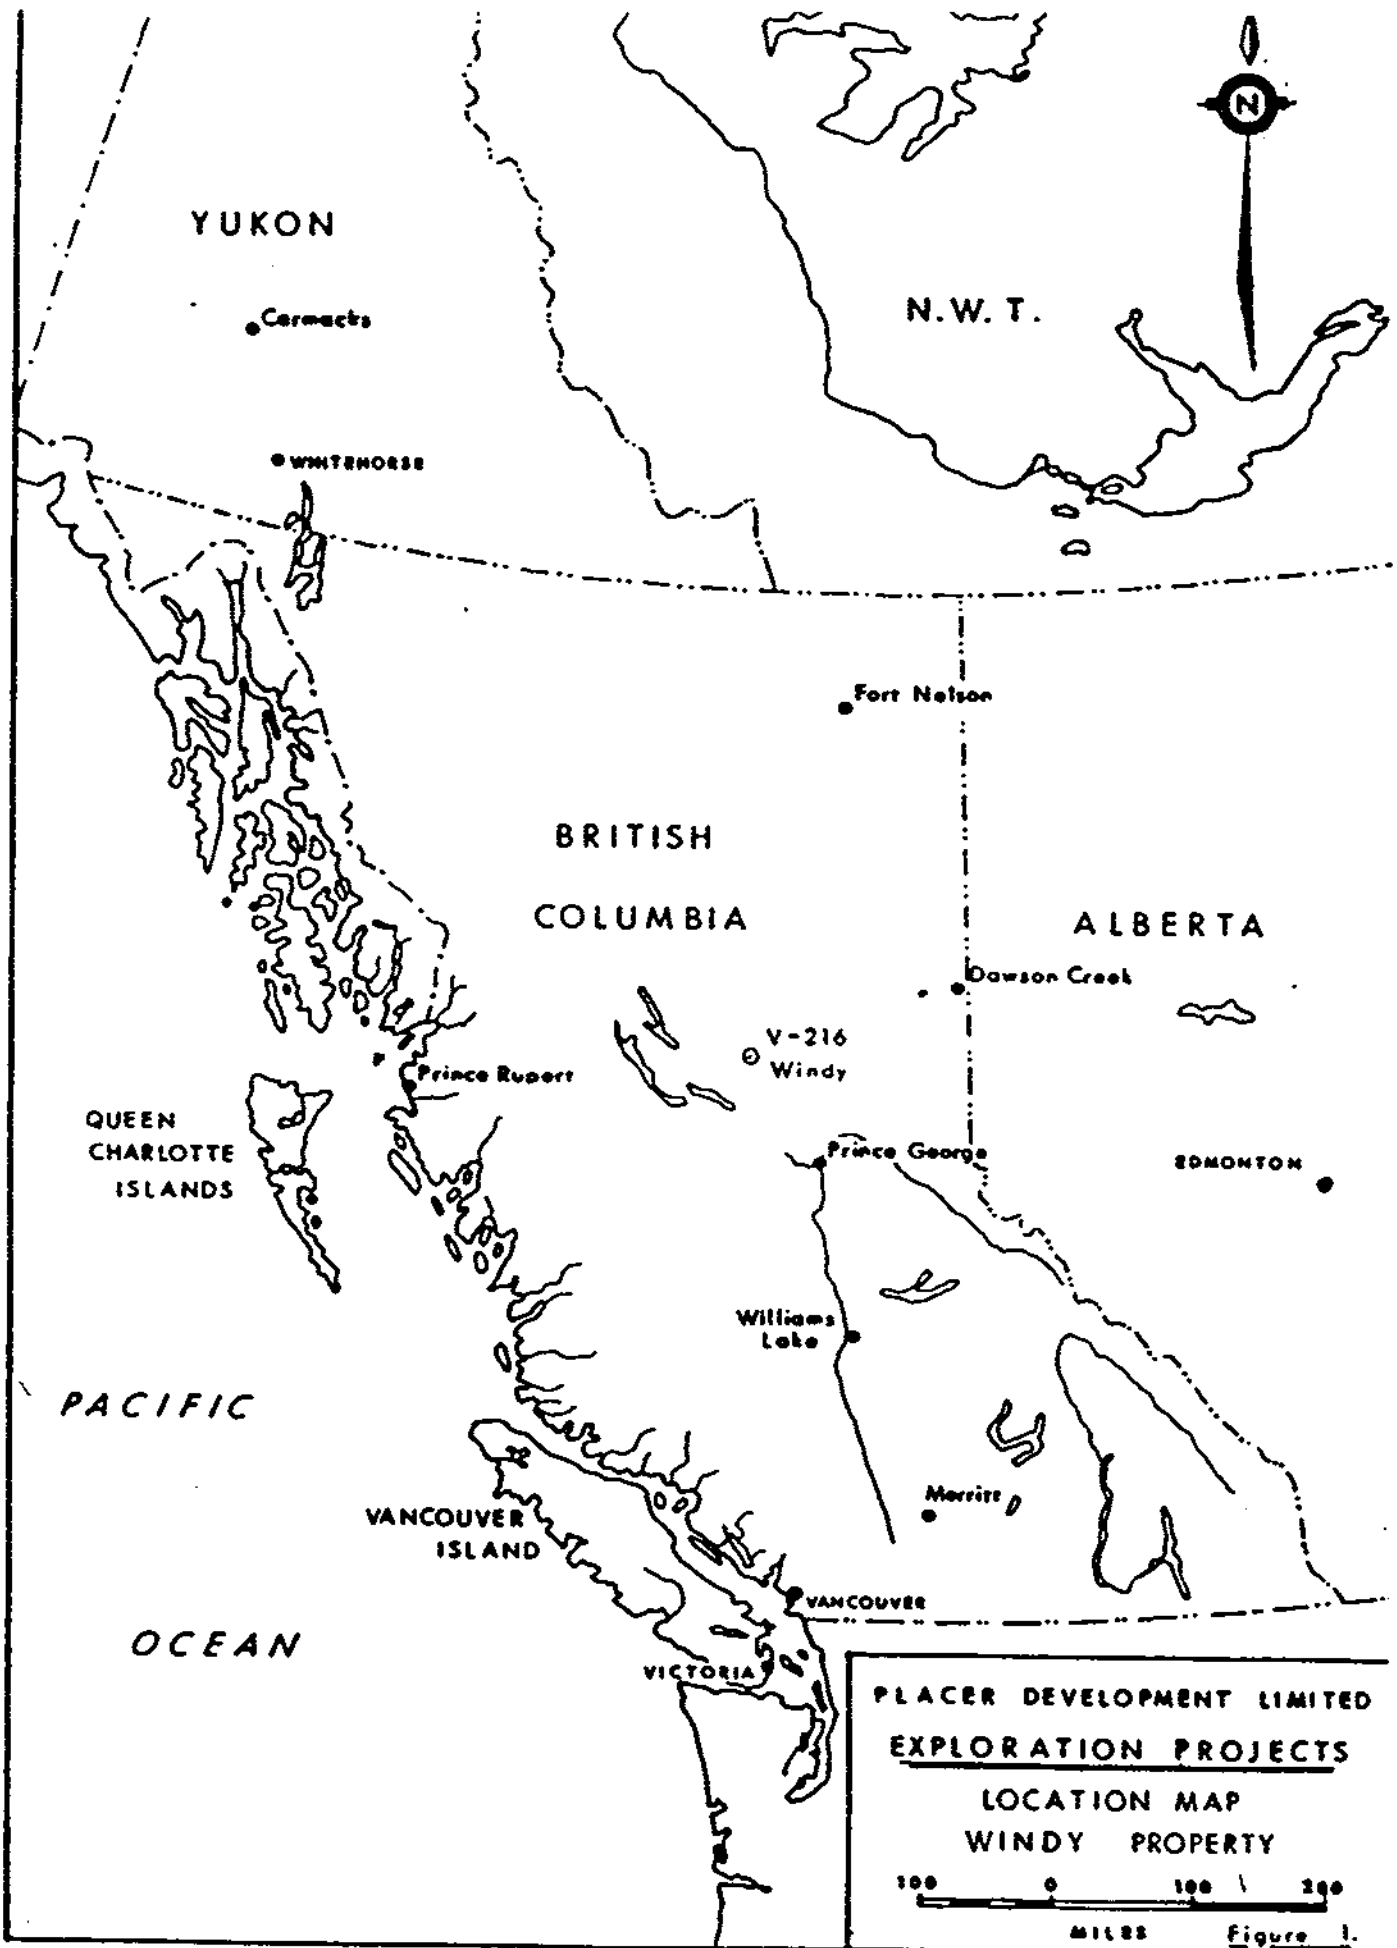 N
YUKON
N.W.T.
Carmacks
WHITEHORSE
Fort Nelson
BRITISH
COLUMBIA
ALBERTA
Dawson Creek
V-216
Windy
Prince Rupert
QUEEN
CHARLOTTE
ISLANDS
Prince George
EDMONTON
Williams
Lake
PACIFIC
Merritt
VANCOUVER
ISLAND
VANCOUVER
OCEAN
VICTORIA
PLACER DEVELOPMENT LIMITED
EXPLORATION PROJECTS
LOCATION MAP
WINDY PROPERTY
100 0 100 200
MILES
Figure 1.